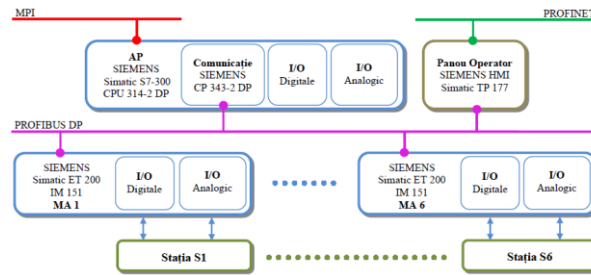 MPI
PROFINET
AP
SIEMENS
Simatic S7-300
CPU 314-2 DP
Comunicație
SIEMENS
CP 343-2 DP
I/O
Digitale
I/O
Analogic
Panou Operator
SIEMENS HMI
Simatic TP 177
PROFIBUS DP
SIEMENS
Simatic ET 200
IM 151
MA 1
I/O
Digitale
I/O
Analogic
SIEMENS
Simatic ET 200
IM 151
MA 6
I/O
Digitale
I/O
Analogic
Stația S1
Stația S6